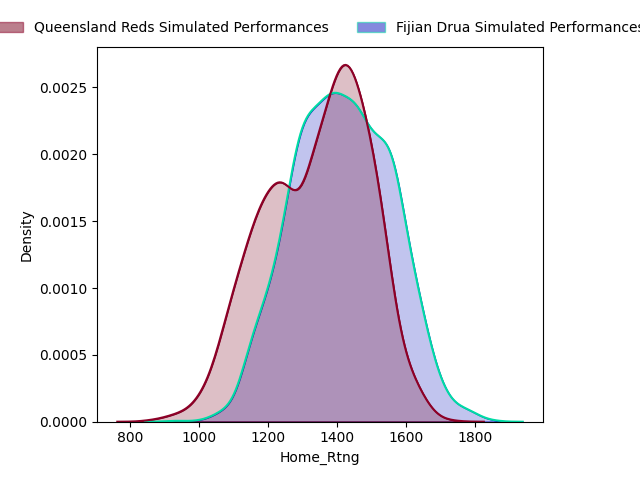 Queensland Reds Simulated Performances Fijian Drua Simulated Performances
0.0025
0.0020
0.0015
0.0010
0.0005
0.0000
Density
800 1000 1200 1400 1600 1800
Home_Rtng